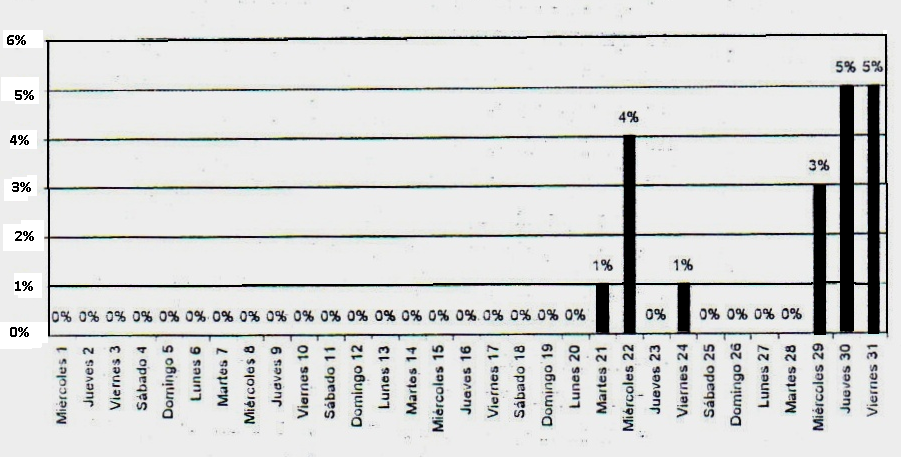 6%
5%
4%
3%
2%
1%
0%
0% 0% 0% 0% 0% 0% 0% 0% 0% 0% 0% 0% 0% 0% 0% 0% 0% 0% 0% 0% 1% 4% 0% 1% 0% 0% 0% 0% 3% 5% 5%
Miércoles 1
Jueves 2
Viernes 3
Sábado 4
Domingo 5
Lunes 6
Martes 7
Miércoles 8
Jueves 9
Viernes 10
Sábado 11
Domingo 12
Lunes 13
Martes 14
Miércoles 15
Jueves 16
Viernes 17
Sábado 18
Domingo 19
Lunes 20
Martes 21
Miércoles 22
Jueves 23
Viernes 24
Sábado 25
Domingo 26
Lunes 27
Martes 28
Miércoles 29
Jueves 30
Viernes 31